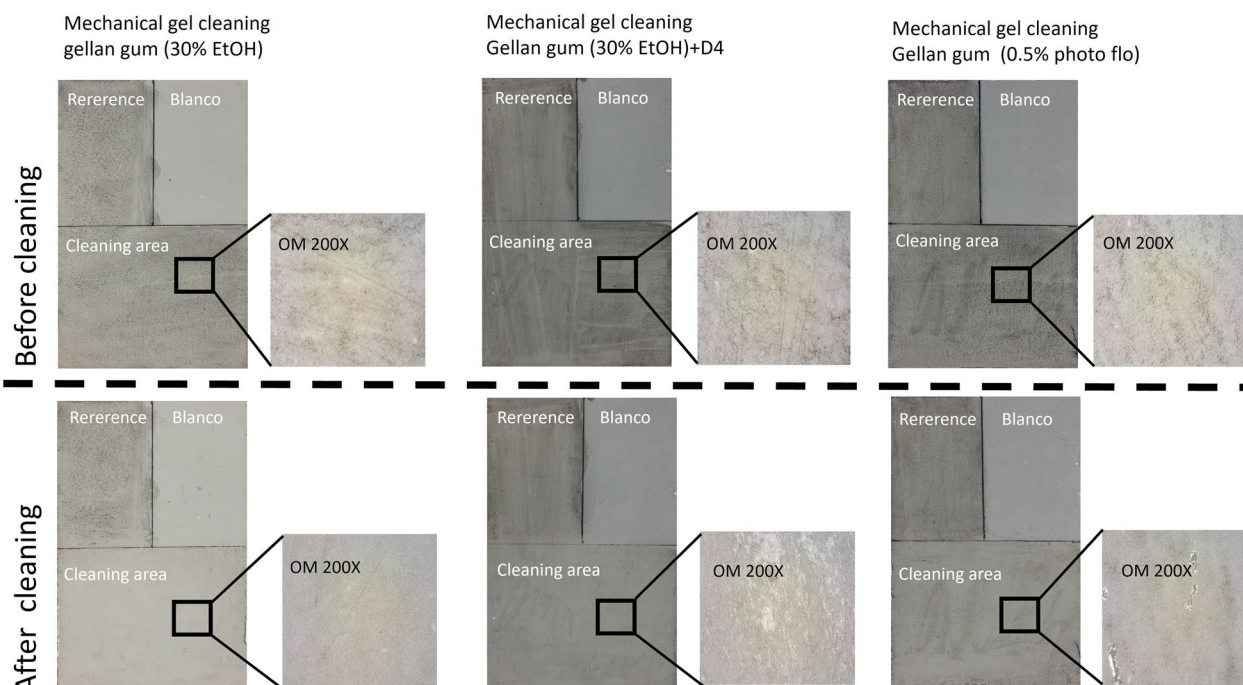 Mechanical gel cleaning
gellan gum (30% EtOH)
Mechanical gel cleaning
Gellan gum (30% EtOH)+D4
Mechanical gel cleaning
Gellan gum (0.5% photo flo)
Before cleaning
Rererence Blanco
Cleaning area
OM 200X
Rererence Blanco
Cleaning area
OM 200X
Rererence Blanco
Cleaning area
OM 200X
After cleaning
Rererence Blanco
Cleaning area
OM 200X
Rererence Blanco
Cleaning area
OM 200X
Rererence Blanco
Cleaning area
OM 200X